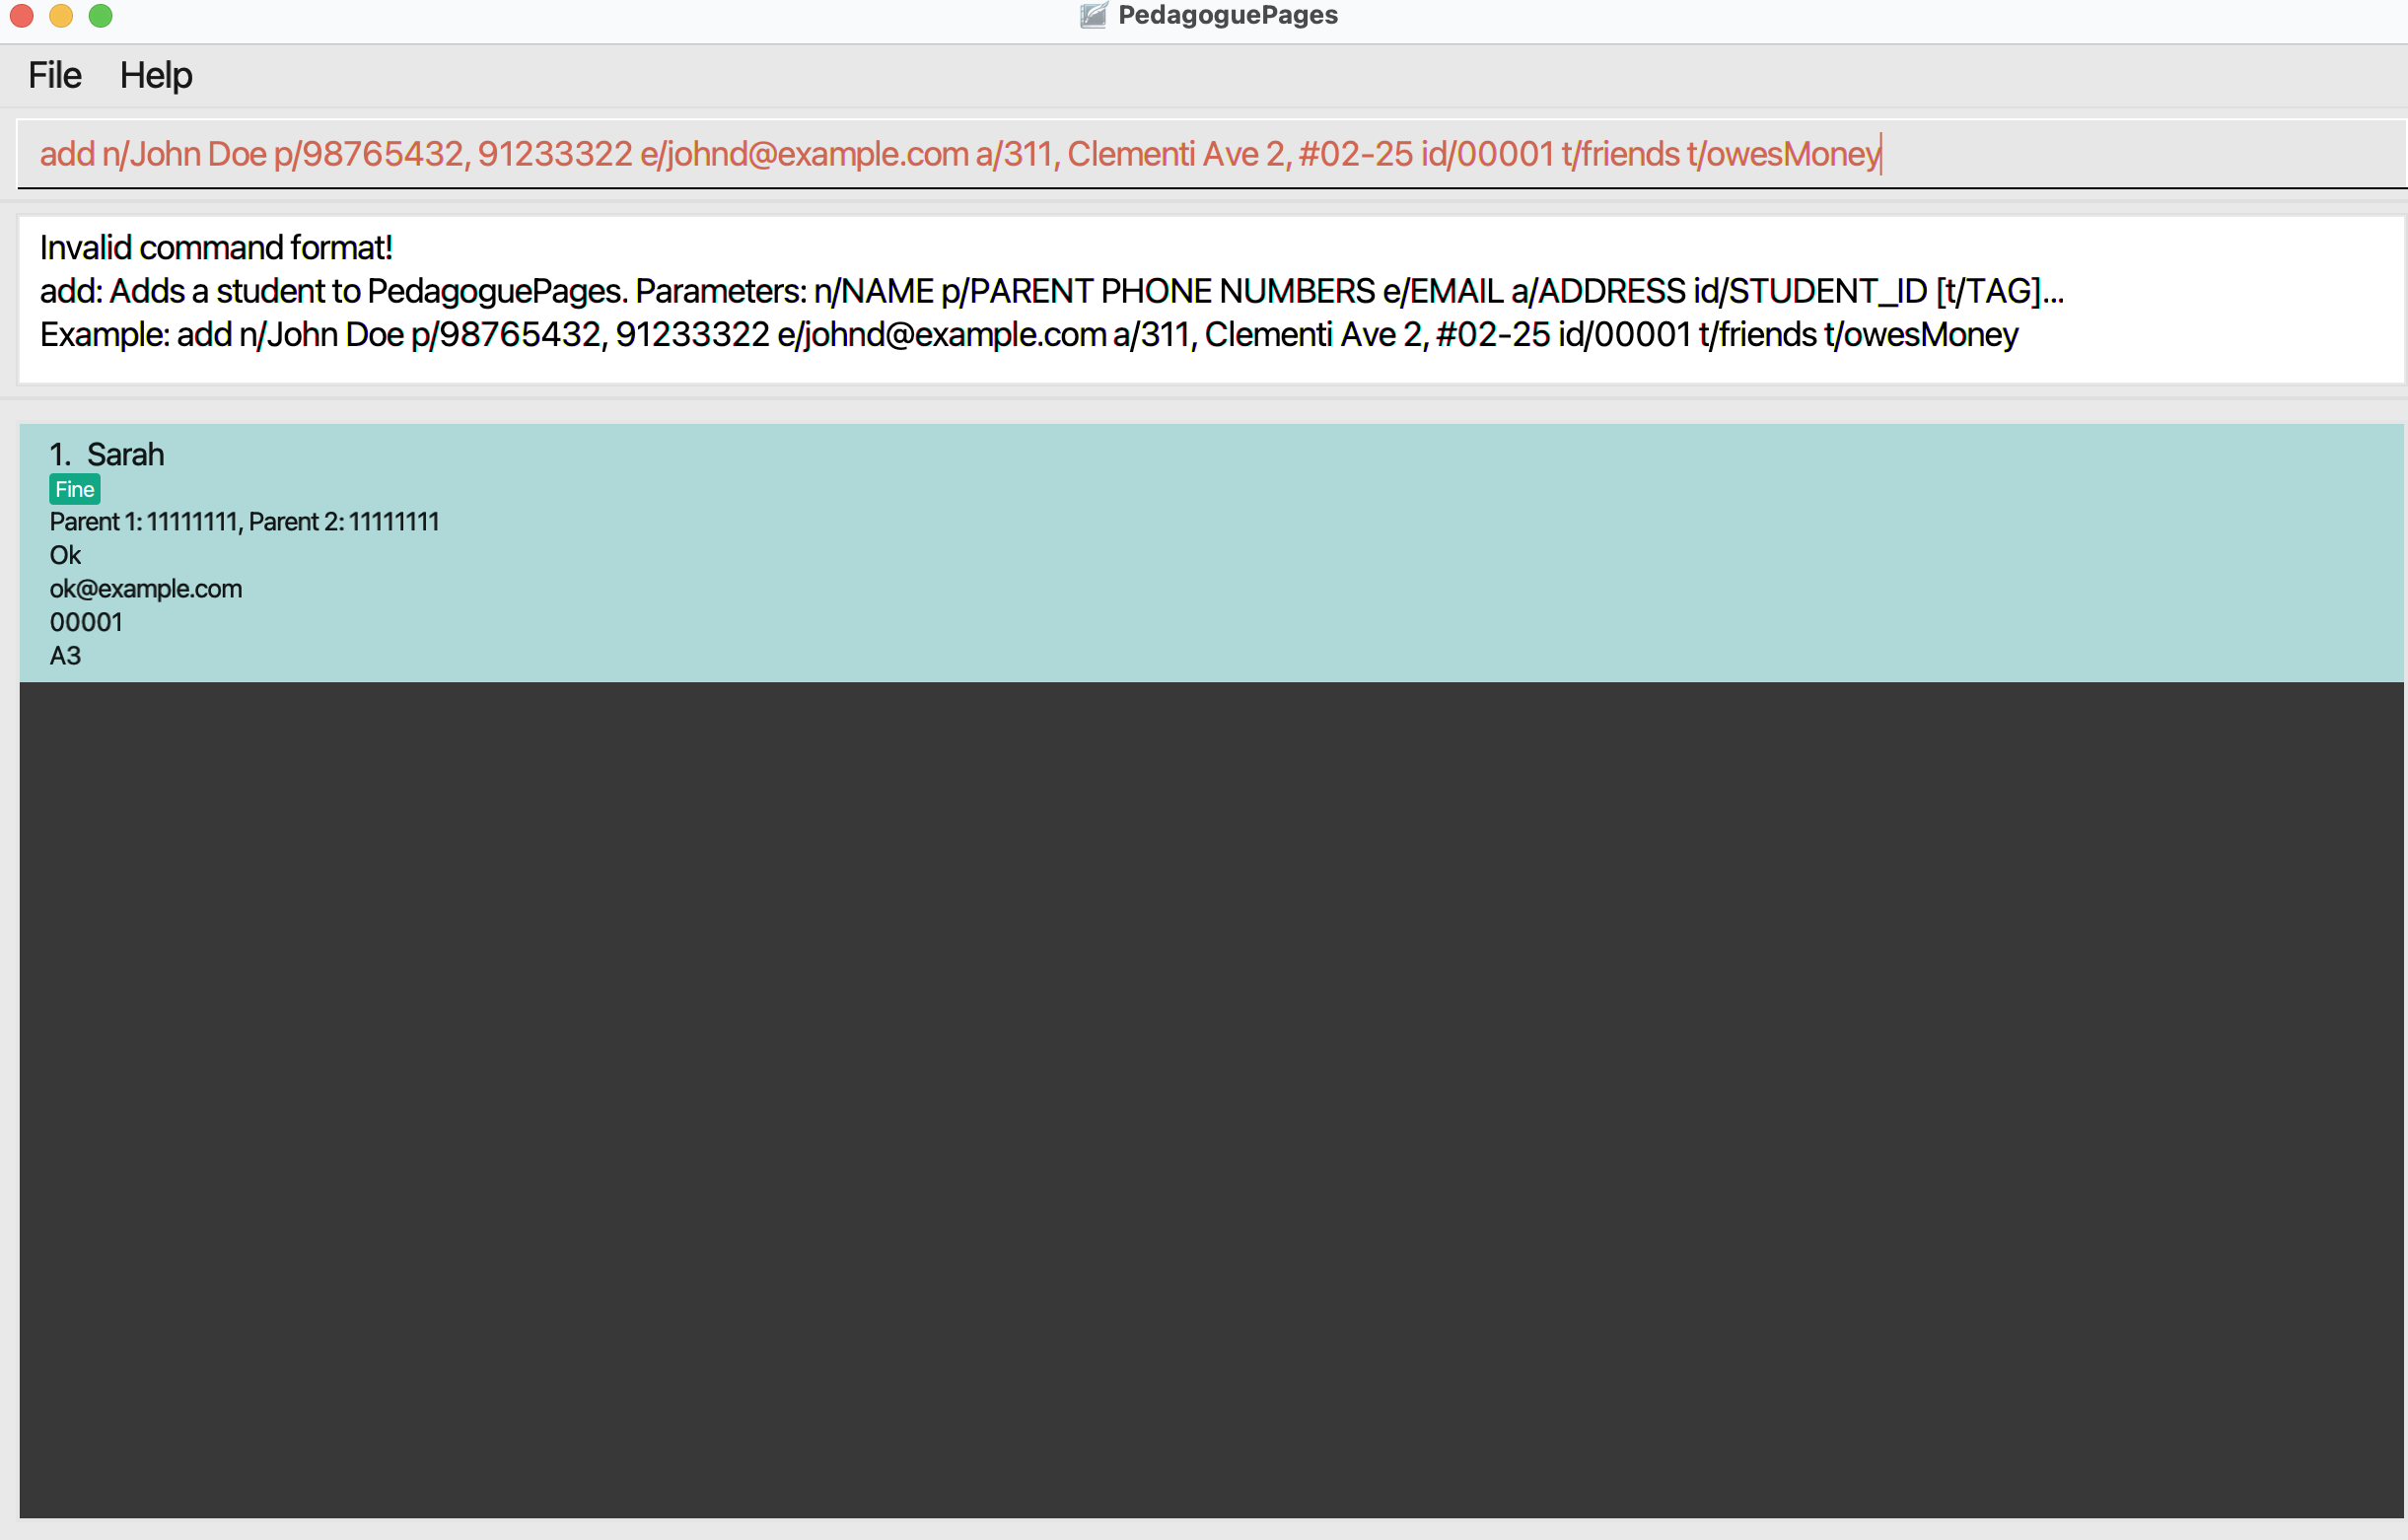 PedagoguePages
File Help
add n/John Doe p/98765432, 91233322 e/johnd@example.com a/311, Clementi Ave 2, #02-25 id/00001 t/friends t/owesMoney
Invalid command format!
add: Adds a student to PedagoguePages. Parameters: n/NAME p/PARENT PHONE NUMBERS e/EMAIL a/ADDRESS id/STUDENT_ID [t/TAG]...
Example: add n/John Doe p/98765432, 91233322 e/johnd@example.com a/311, Clementi Ave 2, #02-25 id/00001 t/friends t/owesMoney
1. Sarah
Fine
Parent 1: 11111111, Parent 2: 11111111
Ok
ok@example.com
00001
A3